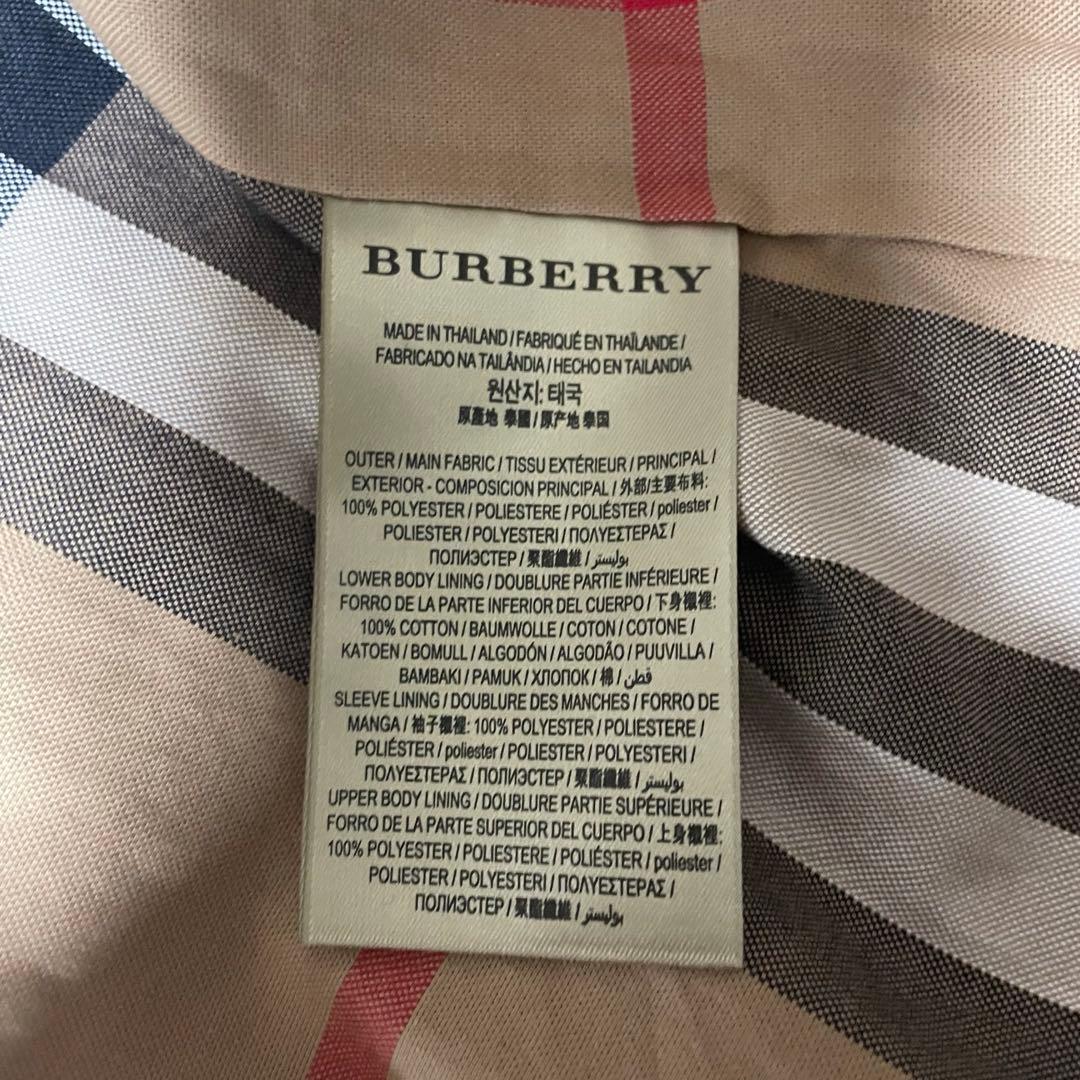 BURBERRY
MADE IN THAILAND / FABRIQUÉ EN THAÏLANDE /
FABRICADO NA TAILÂNDIA / HECHO EN TAILANDIA
원산지: 태국
原產地 泰國 / 原产地 泰国
OUTER / MAIN FABRIC / TISSU EXTÉRIEUR / PRINCIPAL /
EXTERIOR - COMPOSICION PRINCIPAL / 外部/主要布料:
100% POLYESTER / POLIESTERE / POLIÉSTER / poliester /
POLIESTER / POLYESTERI / ΠΟΛΥΕΣΤΕΡΑΣ /
ПОЛИЭСТЕР / 聚酯纖維 / بوليستر
LOWER BODY LINING / DOUBLURE PARTIE INFÉRIEURE /
FORRO DE LA PARTE INFERIOR DEL CUERPO / 下身襯裡:
100% COTTON / BAUMWOLLE / COTON / COTONE /
KATOEN / BOMULL / ALGODÓN / ALGODÃO / PUUVILLA /
BAMBAKI / PAMUK / ХЛОПОК / 棉 / قطن
SLEEVE LINING / DOUBLURE DES MANCHES / FORRO DE
MANGA / 袖子襯裡: 100% POLYESTER / POLIESTERE /
POLIÉSTER / poliester / POLIESTER / POLYESTERI /
ΠΟΛΥΕΣΤΕΡΑΣ / ПОЛИЭСТЕР / 聚酯纖維 / بوليستر
UPPER BODY LINING / DOUBLURE PARTIE SUPÉRIEURE /
FORRO DE LA PARTE SUPERIOR DEL CUERPO / 上身襯裡:
100% POLYESTER / POLIESTERE / POLIÉSTER / poliester /
POLIESTER / POLYESTERI / ΠΟΛΥΕΣΤΕΡΑΣ /
ПОЛИЭСТЕР / 聚酯纖維 / بوليستر